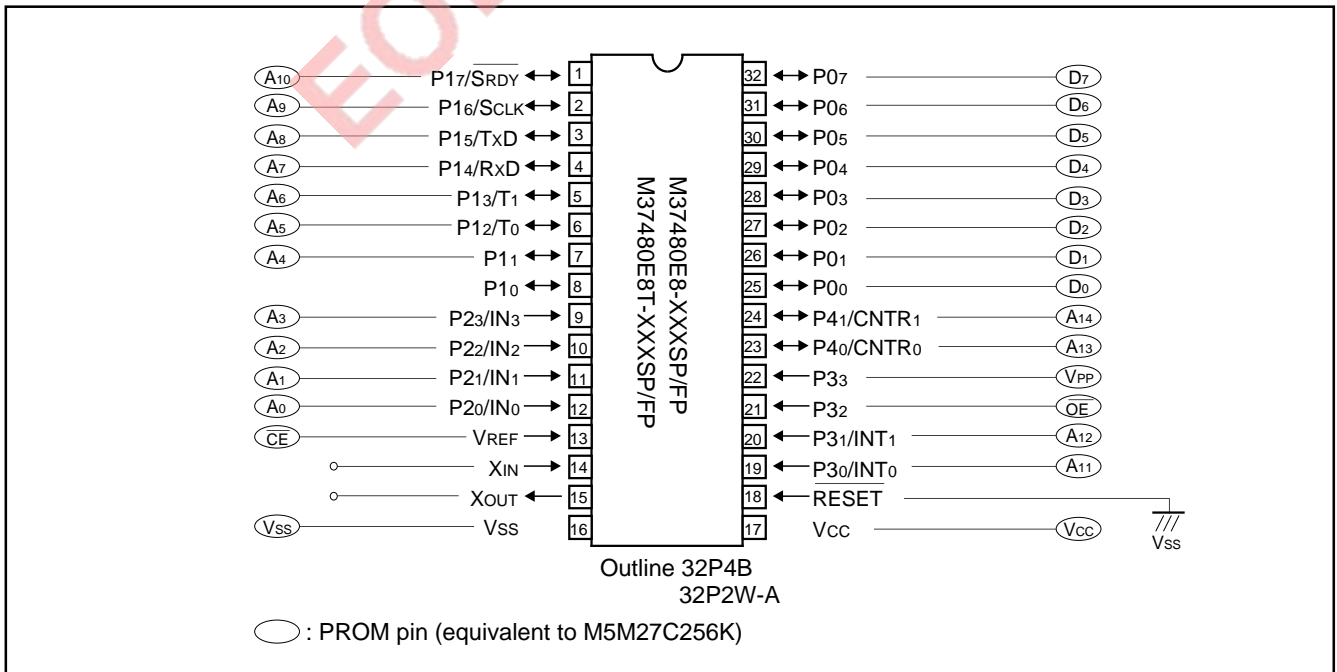 EOL
A10 P17/SRDY 1 32 P07 D7
A9 P16/SCLK 2 31 P06 D6
A8 P15/TXD 3 30 P05 D5
A7 P14/RXD 4 29 P04 D4
A6 P13/T1 5 28 P03 D3
A5 P12/T0 6 27 P02 D2
A4 P11 7 26 P01 D1
P10 8 25 P00 D0
A3 P23/IN3 9 24 P41/CNTR1 A14
A2 P22/IN2 10 23 P40/CNTR0 A13
A1 P21/IN1 11 22 P33 VPP
A0 P20/IN0 12 21 P32 OE
CE VREF 13 20 P31/INT1 A12
XIN 14 19 P30/INT0 A11
XOUT 15 18 RESET
VSS VSS 16 17 VCC VCC
VSS
M37480E8-XXXSP/FP
M37480E8T-XXXSP/FP
Outline 32P4B
32P2W-A
: PROM pin (equivalent to M5M27C256K)